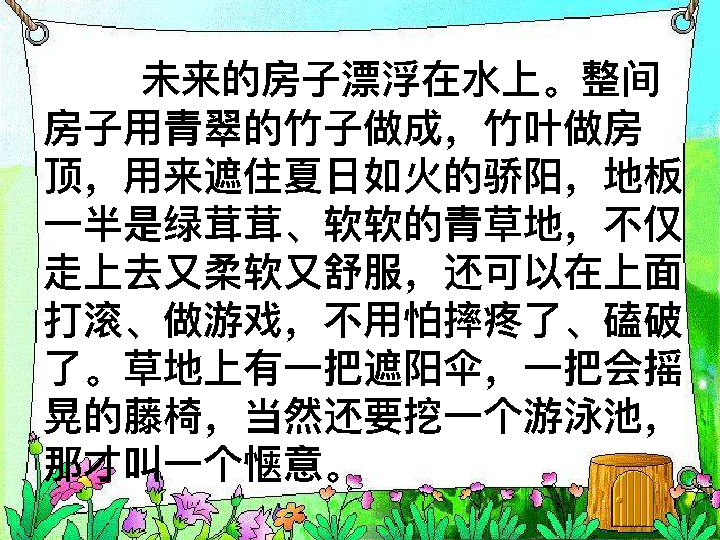 未来的房子漂浮在水上。整间
房子用青翠的竹子做成，竹叶做房
顶，用来遮住夏日如火的骄阳，地板
一半是绿茸茸、软软的青草地，不仅
走上去又柔软又舒服，还可以在上面
打滚、做游戏，不用怕摔疼了、磕破
了。草地上有一把遮阳伞，一把会摇
晃的藤椅，当然还要挖一个游泳池，
那才叫一个惬意。